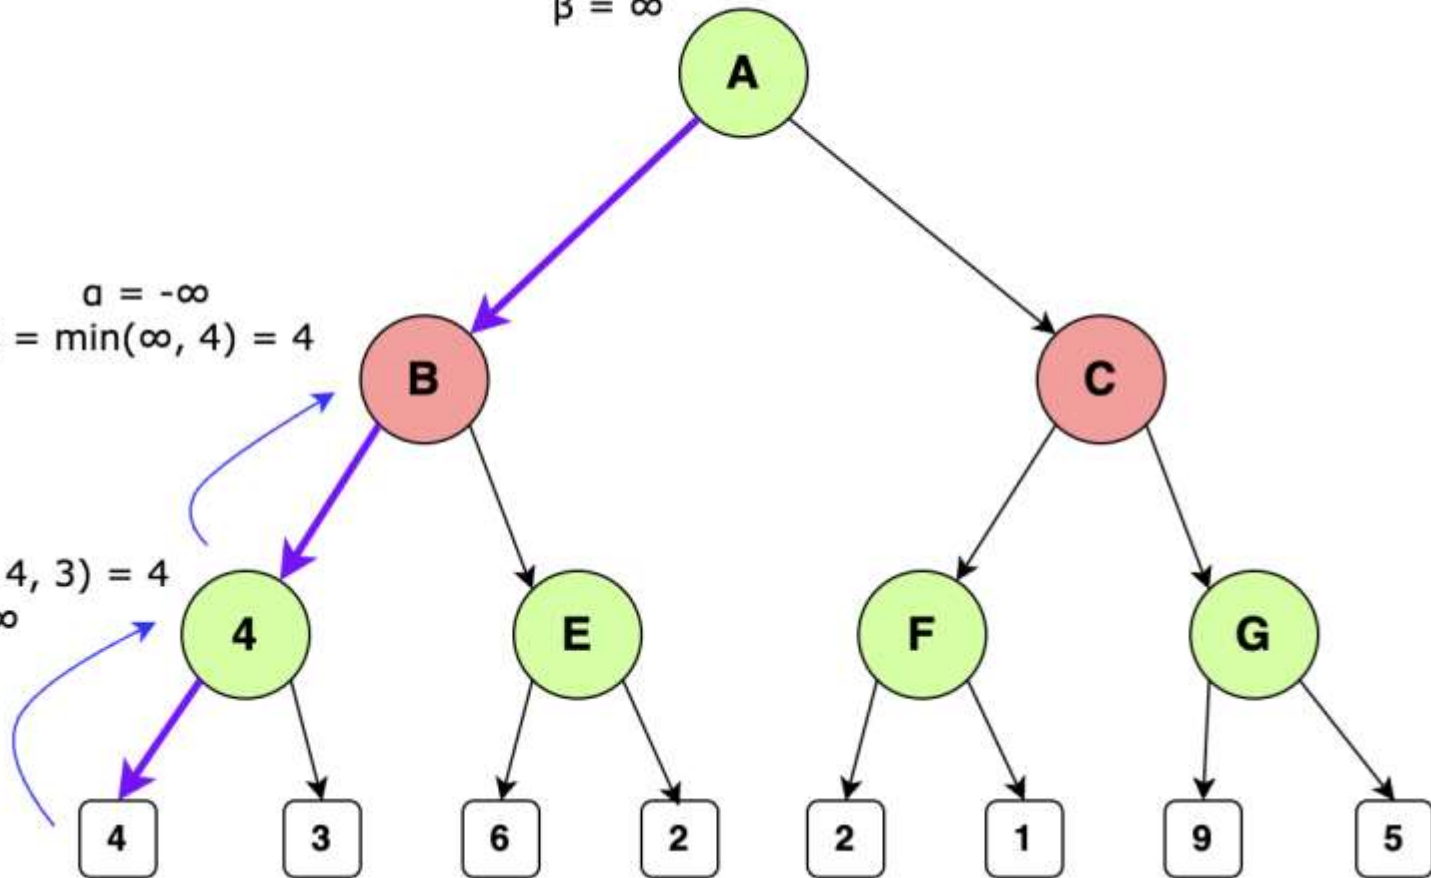 β = ∞
A
α = -∞
= min(∞, 4) = 4
B
C
4, 3) = 4
∞
4
E
F
G
4
3
6
2
2
1
9
5